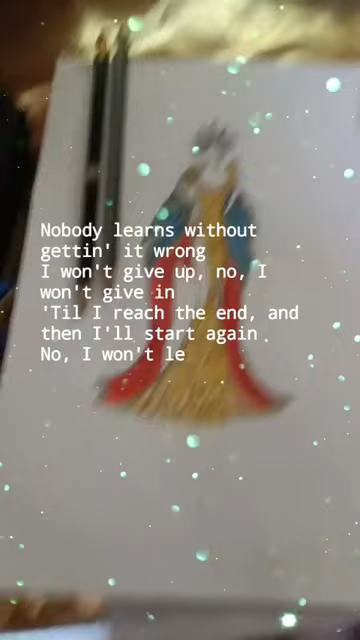 Nobody learns without
gettin' it wrong
I won't give up, no, I
won't give in
'Til I reach the end, and
then I'll start again
No, I won't le